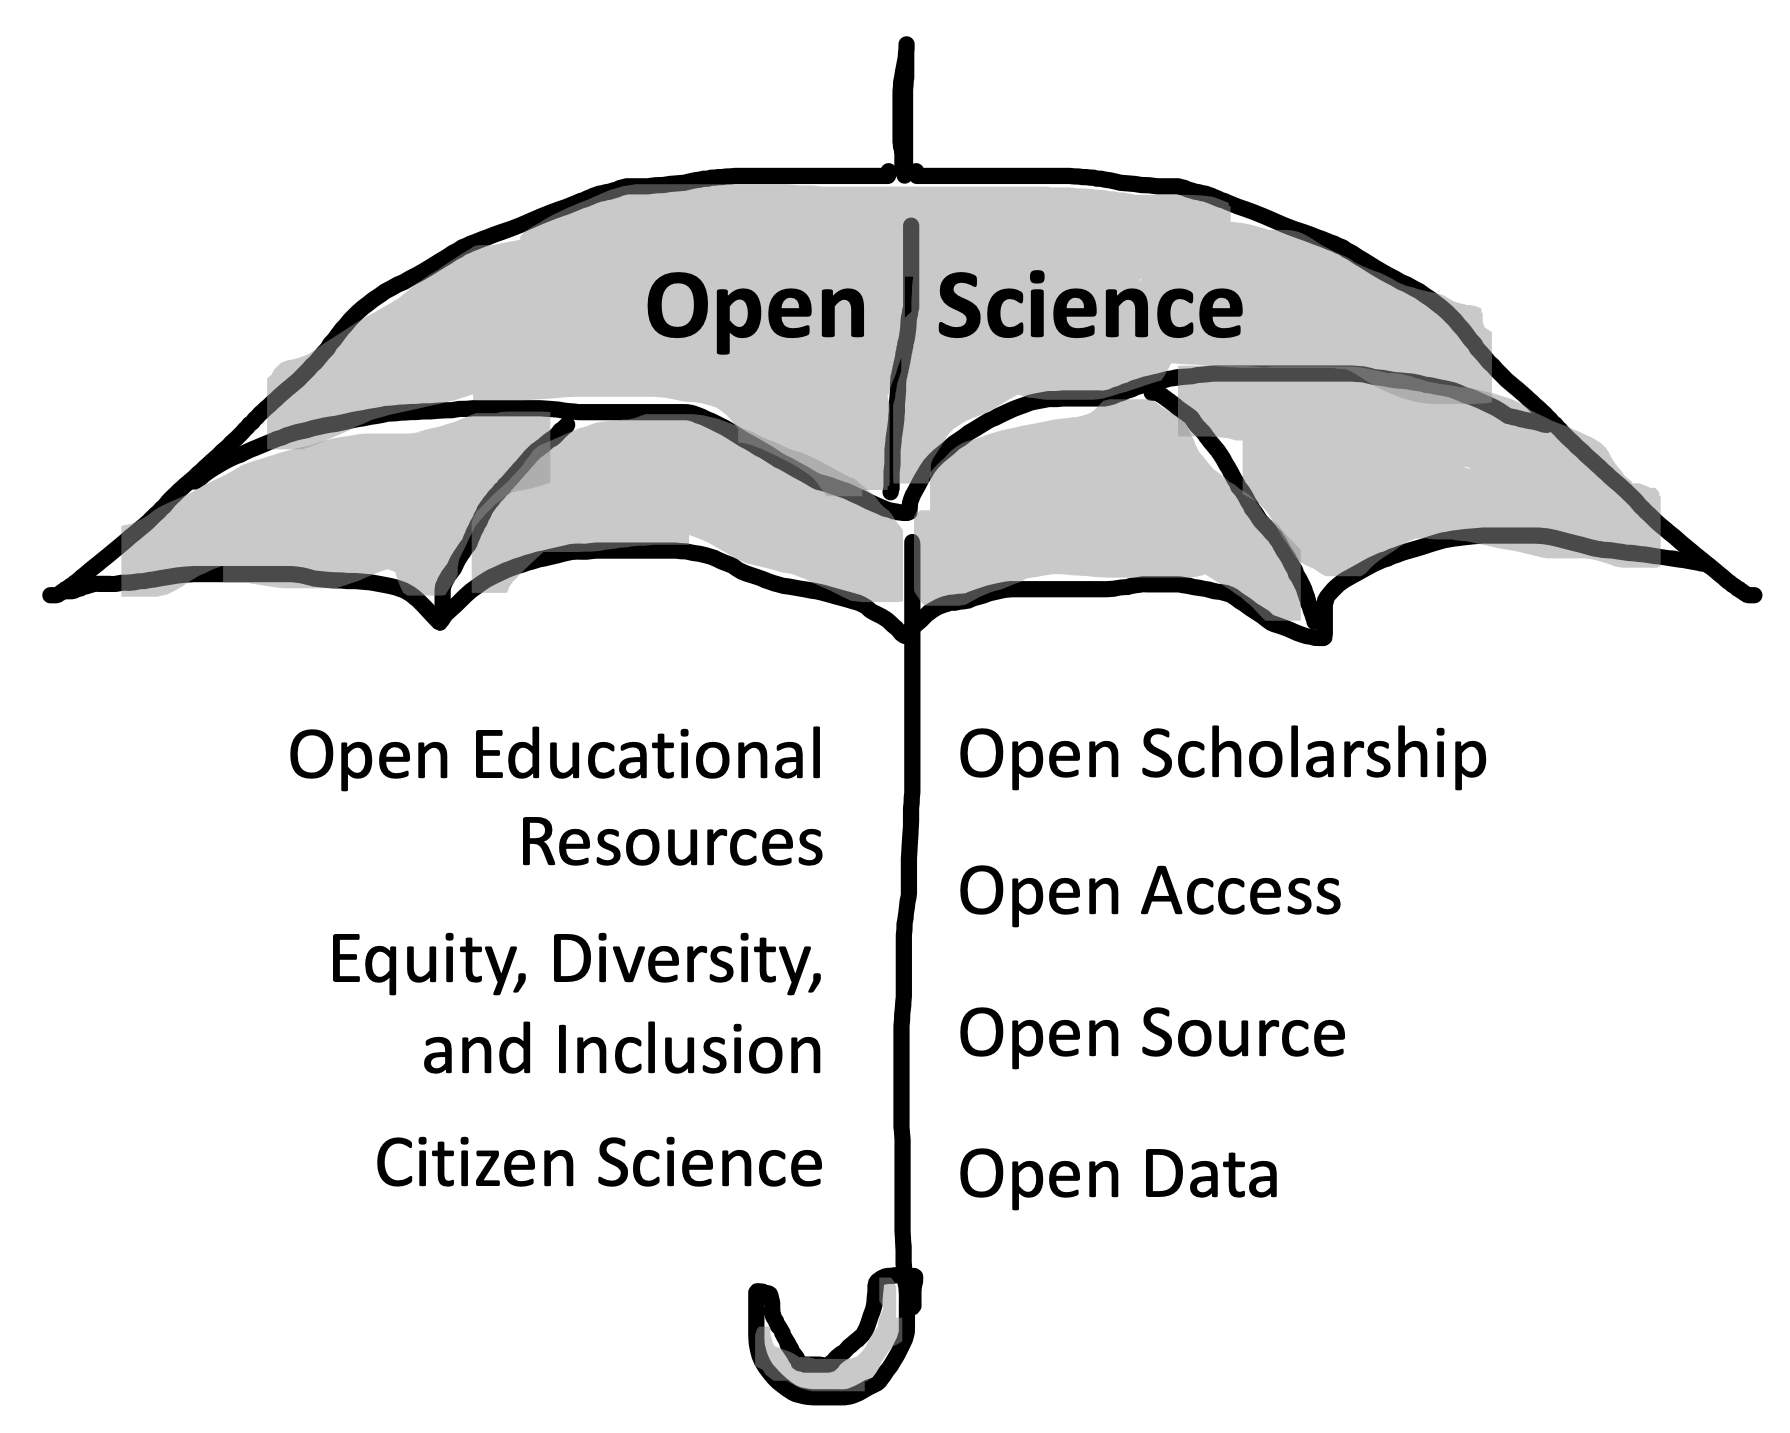 Open Science
Open Educational
Resources
Equity, Diversity,
and Inclusion
Citizen Science
Open Scholarship
Open Access
Open Source
Open Data